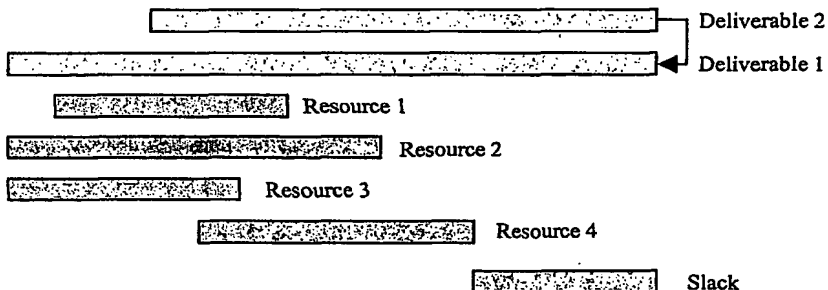 Deliverable 2
Deliverable 1
Resource 1
Resource 2
Resource 3
Resource 4
Slack